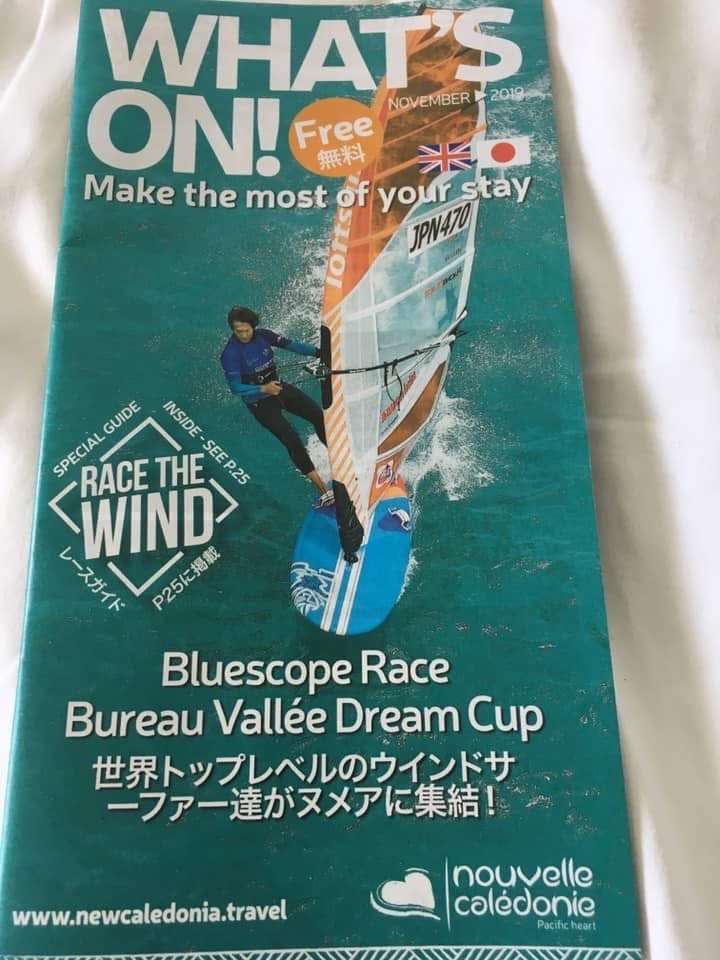 WHAT'S
ON!
NOVEMBER ▶ 2019
Free
無料
Make the most of your stay
JPN470
loftsails
SPECIAL GUIDE
INSIDE - SEE P.25
RACE THE
WIND
レースガイド
P25に掲載
Bluescope Race
Bureau Vallée Dream Cup
世界トップレベルのウインドサ
ーファー達がヌメアに集結！
www.newcaledonia.travel
nouvelle
calédonie
Pacific heart